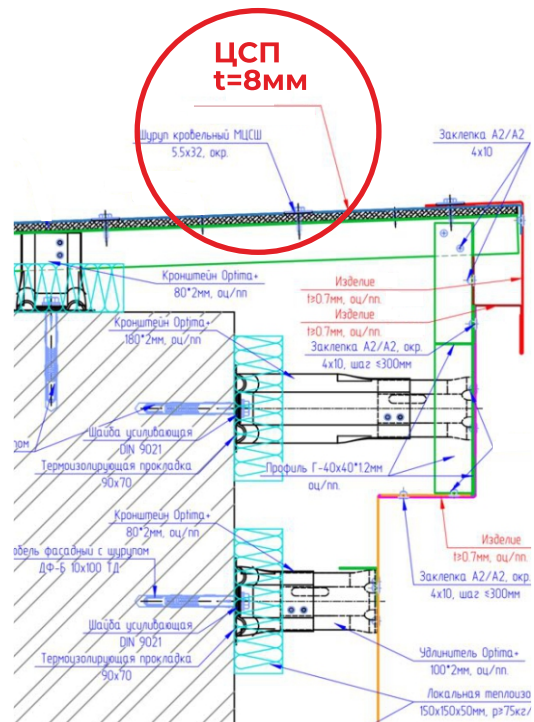 ЦСП
t=8мм
Шуруп кровельный МЦСШ
5.5х32, окр.
Заклепка А2/А2
4х10
Кронштейн Optima+
80*2мм, оц/пп
Изделие
t≥0.7мм, оц/пп.
Изделие
t≥0.7мм, оц/пп.
Кронштейн Optima+
180*2мм, оц/пп
Заклепка А2/А2, окр.
4х10, шаг ≤300мм
Шайба усиливающая
DIN 9021
Термоизолирующая прокладка
90х70
Профиль Г-40х40*1.2мм
оц/пп.
Кронштейн Optima+
80*2мм, оц/пп
Изделие
t≥0.7мм, оц/пп.
фасадный с шурупом
ДФ-Б 10х100 ТД
Заклепка А2/А2, окр.
4х10, шаг ≤300мм
Шайба усиливающая
DIN 9021
Термоизолирующая прокладка
90х70
Удлинитель Optima+
100*2мм, оц/пп.
Локальная теплоизо
150х150х50мм, р≥75кг/